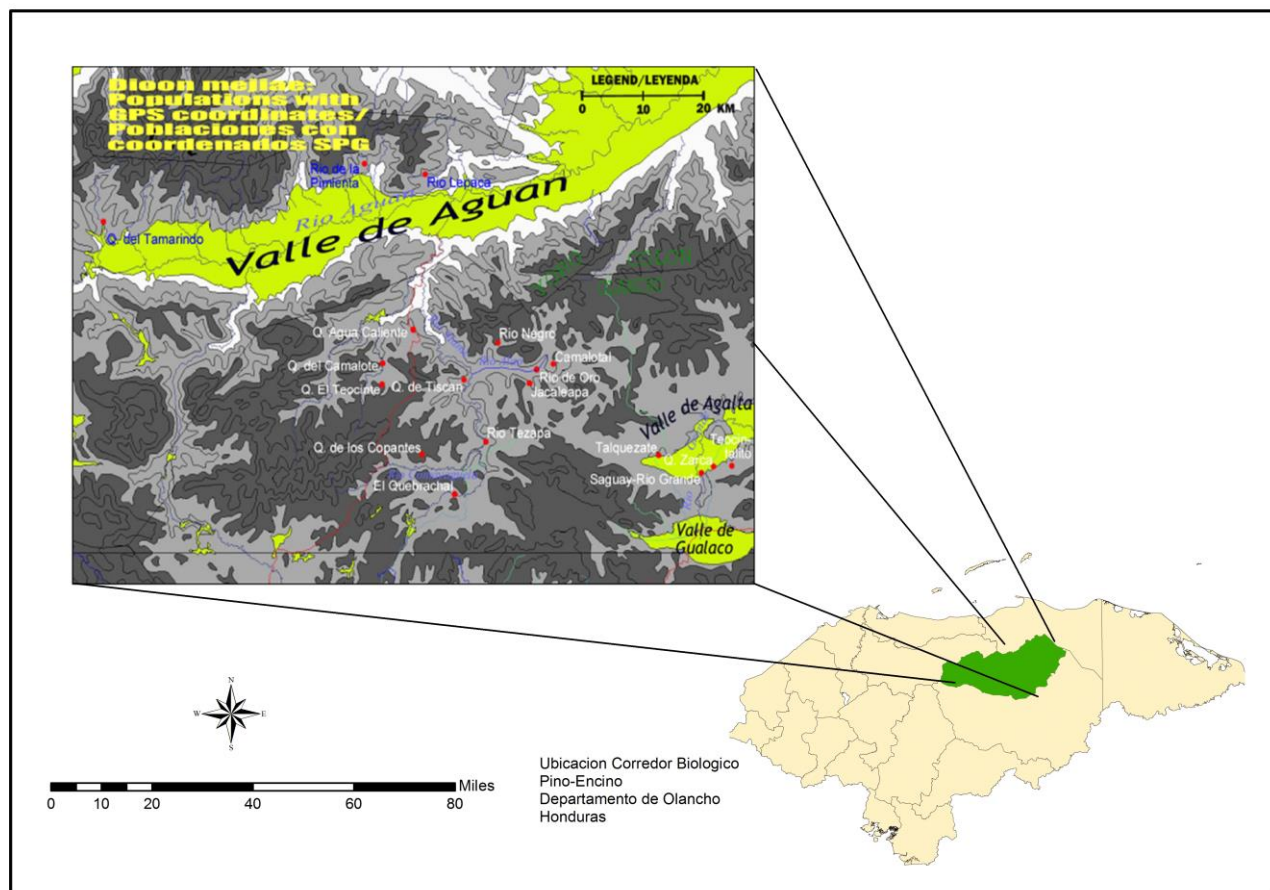 Dioon mejiae:
Populations with
GPS coordinates/
Poblaciones con
coordenados SPG
LEGEND/LEYENDA
0 10 20 KM
Rio de la
Pimienta
Rio Lepaca
Rio Aguan
Valle de Aguan
Q. del Tamarindo
Q. Agua Caliente
Rio Negro
Camalotal
Q. del Camalote
Rio de Oro
Q. El Teocinte
Q. de Tiscan
Jacaleapa
Valle de Agalta
Rio Tezapa
Q. de los Copantes
Talquezate
Q. Zarca
Saguay-Rio Grande
El Quebrachal
Rio
Valle de
Gualaco
N
W E
S
Miles
0 10 20 40 60 80
Ubicacion Corredor Biologico
Pino-Encino
Departamento de Olancho
Honduras